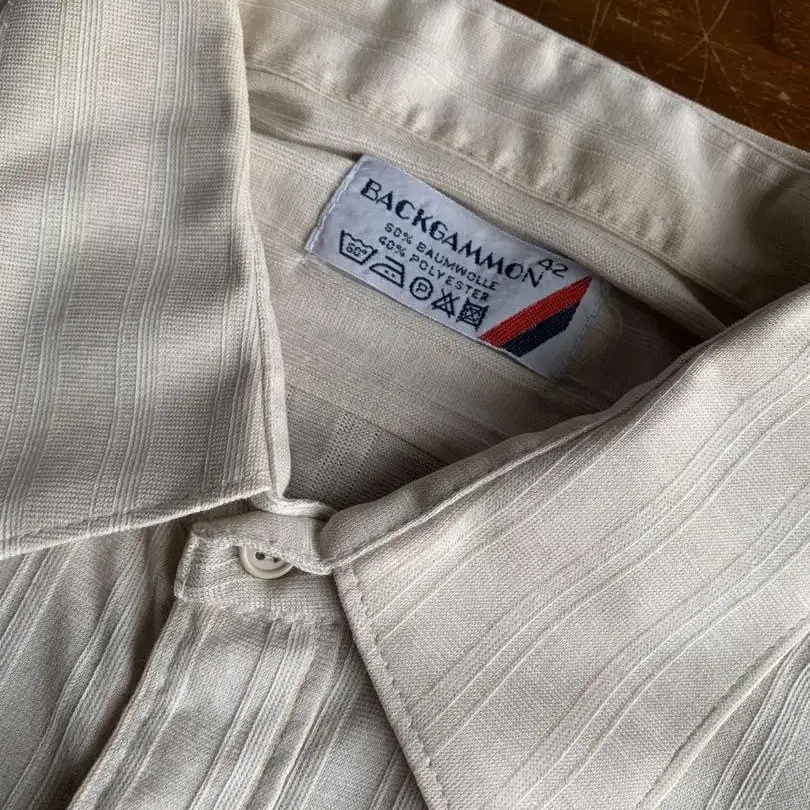 BACKGAMMON
42
60% BAUMWOLLE
40% POLYESTER
60° P